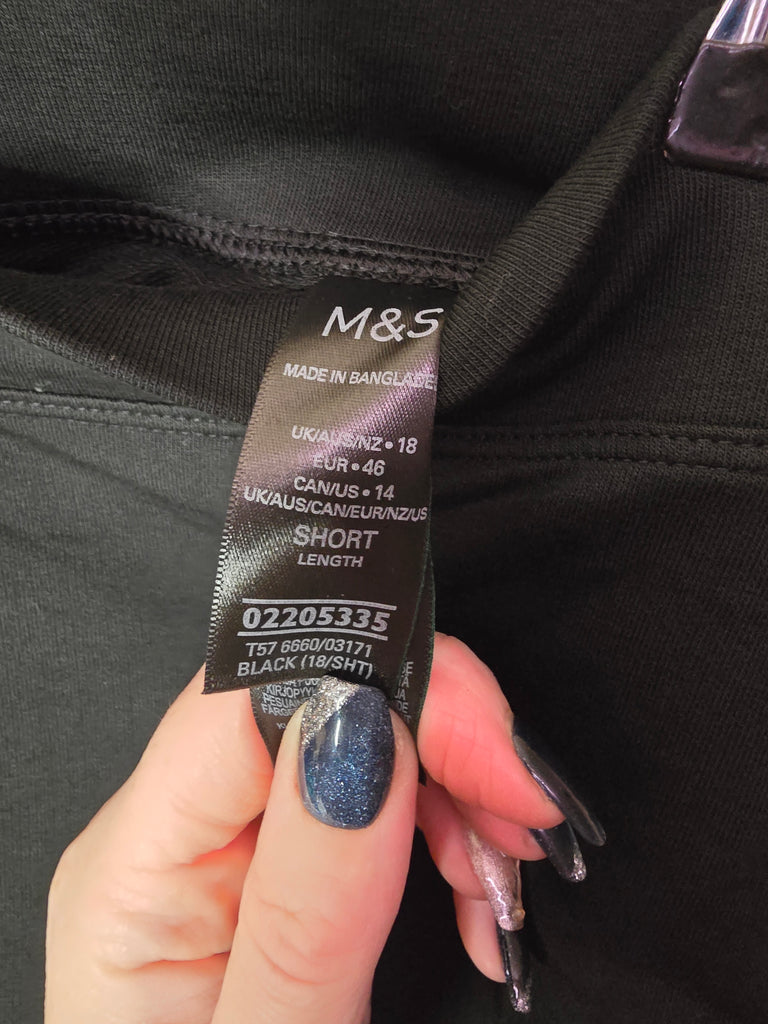 M&S
MADE IN BANGLADE
UK/AUS/NZ • 18
EUR • 46
CAN/US • 14
UK/AUS/CAN/EUR/NZ/US
SHORT
LENGTH
02205335
T57 6660/03171
BLACK (18/SHT)